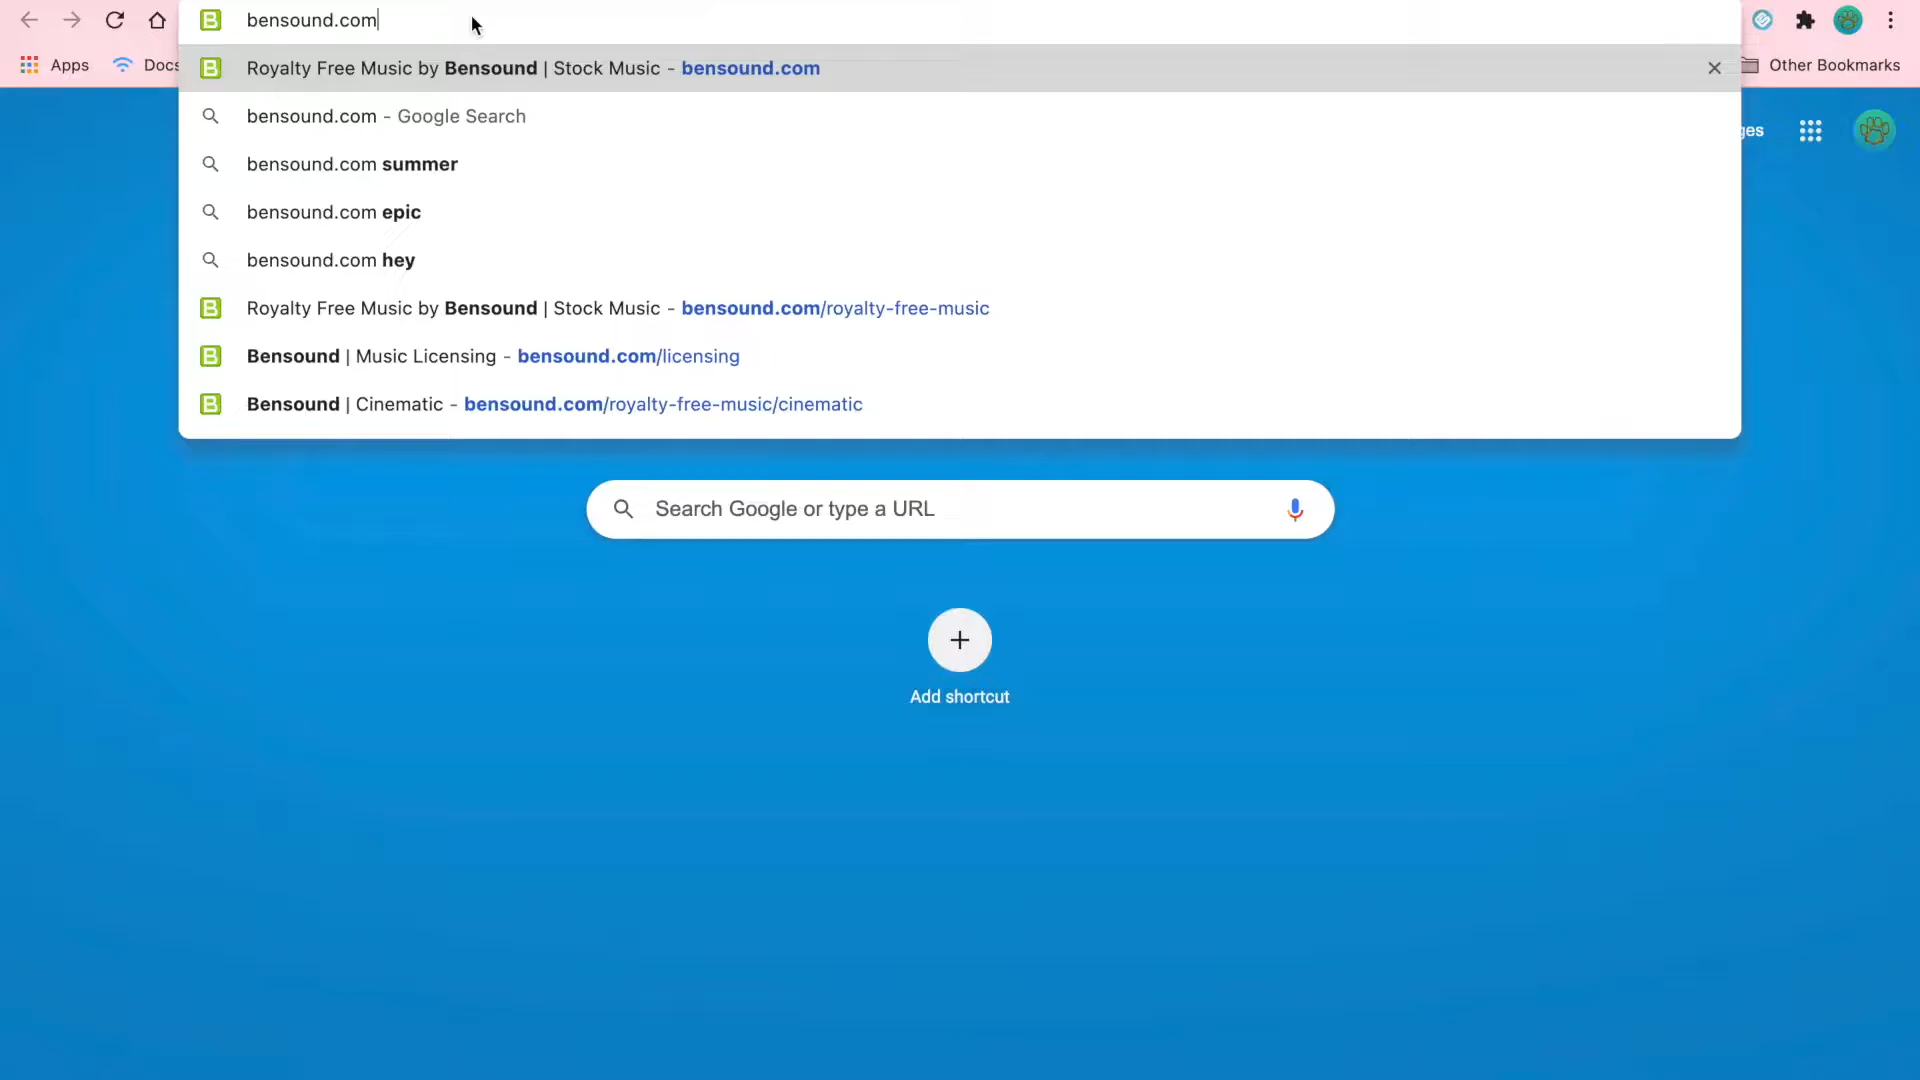 bensound.com
Apps
Docs
Royalty Free Music by Bensound | Stock Music - bensound.com
Other Bookmarks
bensound.com - Google Search
bensound.com summer
bensound.com epic
bensound.com hey
Royalty Free Music by Bensound | Stock Music - bensound.com/royalty-free-music
Bensound | Music Licensing - bensound.com/licensing
Bensound | Cinematic - bensound.com/royalty-free-music/cinematic
ges
Search Google or type a URL
Add shortcut